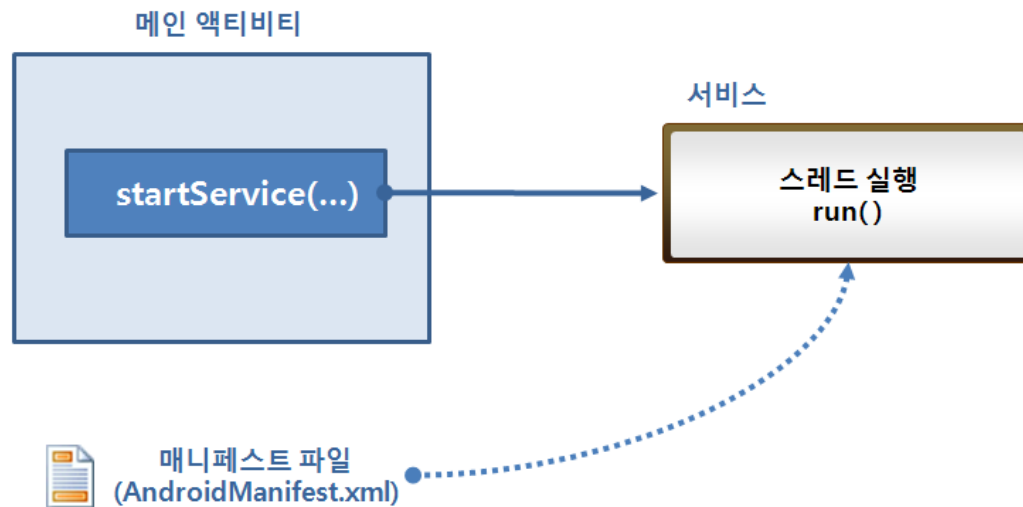 메인 액티비티
서비스
startService(...)
스레드 실행
run()
매니페스트 파일
(AndroidManifest.xml)